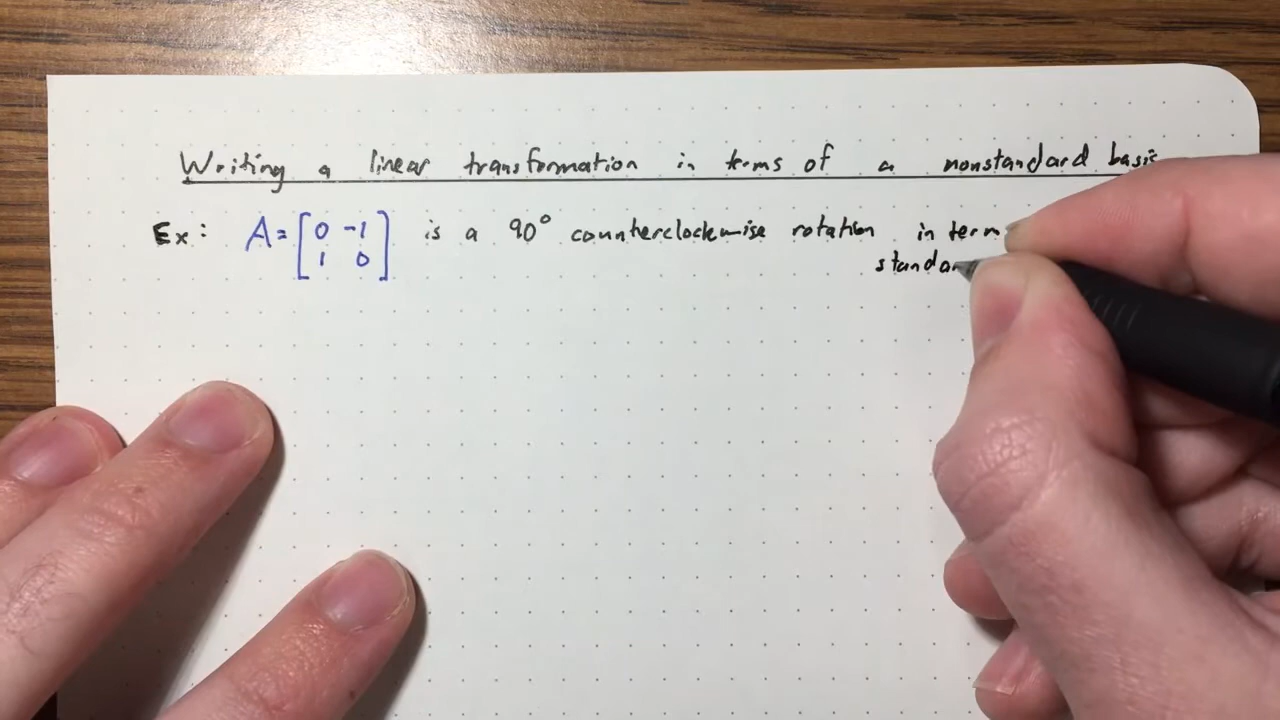 Writing a linear transformation in terms of a nonstandard basis
Ex: A = [0 -1] is a 90° counterclockwise rotation in term
[1 0]
standar